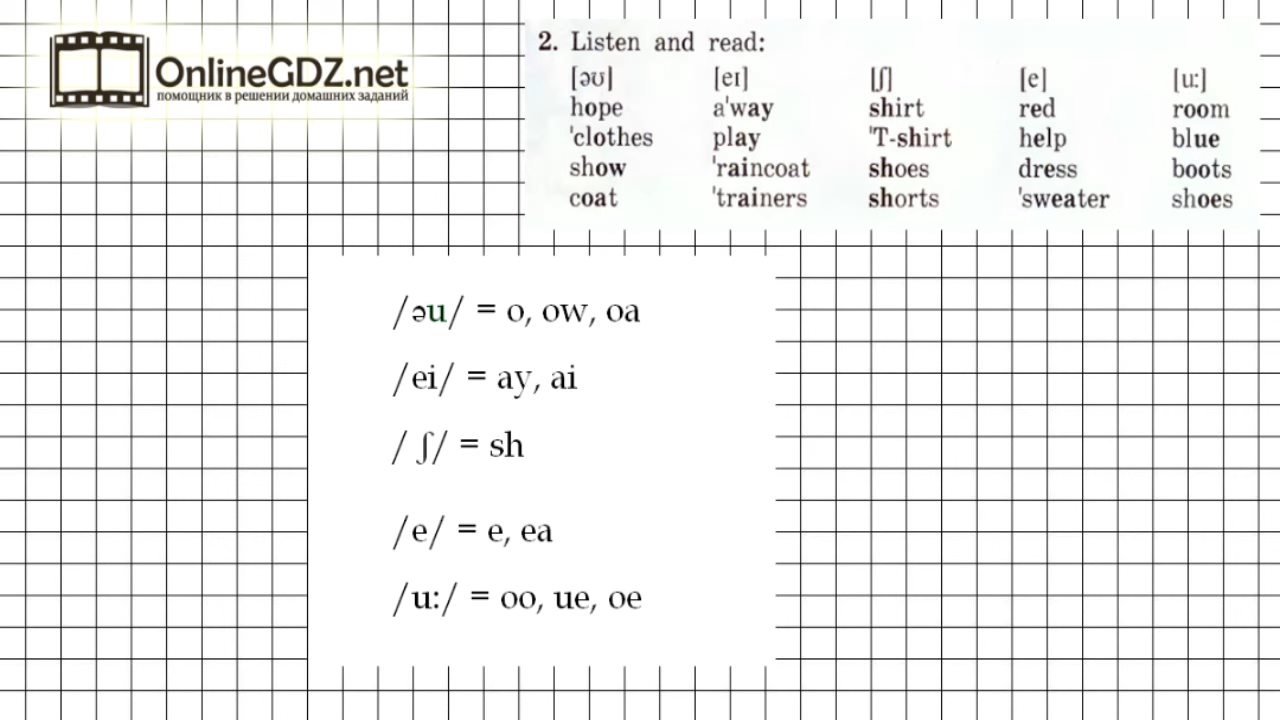 OnlineGDZ.net
помощник в решении домашних заданий
2. Listen and read:
[əʊ] [eɪ] [ʃ] [e] [u:]
hope a'way shirt red room
'clothes play 'T-shirt help blue
show 'raincoat shoes dress boots
coat 'trainers shorts 'sweater shoes
/əu/ = o, ow, oa
/ei/ = ay, ai
/ ʃ/ = sh
/e/ = e, ea
/u:/ = oo, ue, oe